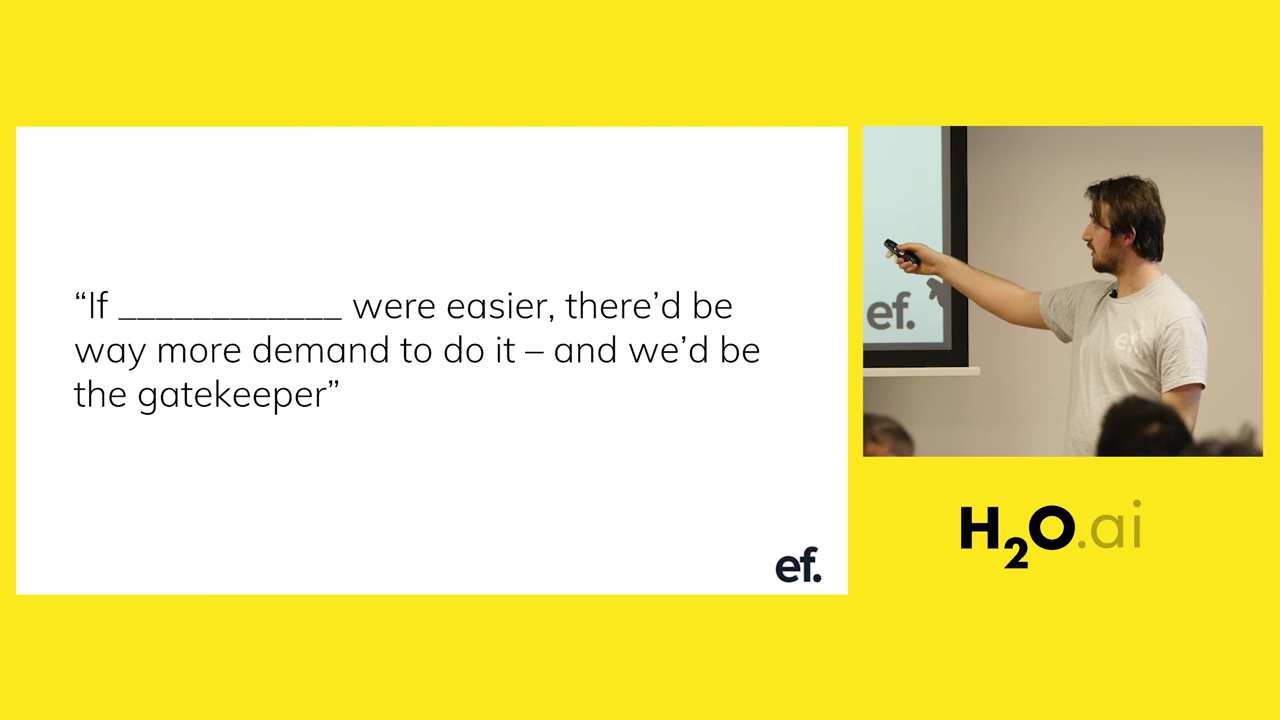 “If ____________ were easier, there’d be
way more demand to do it – and we’d be
the gatekeeper”
ef.
ef.
ef.
H2O.ai